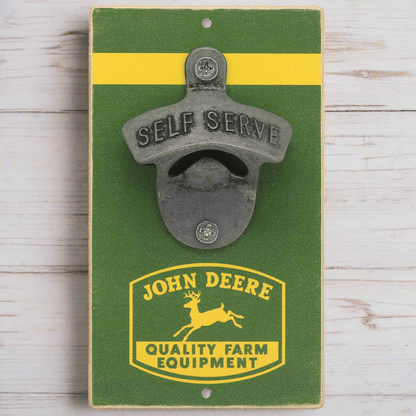 SELF SERVE
JOHN DEERE
QUALITY FARM
EQUIPMENT